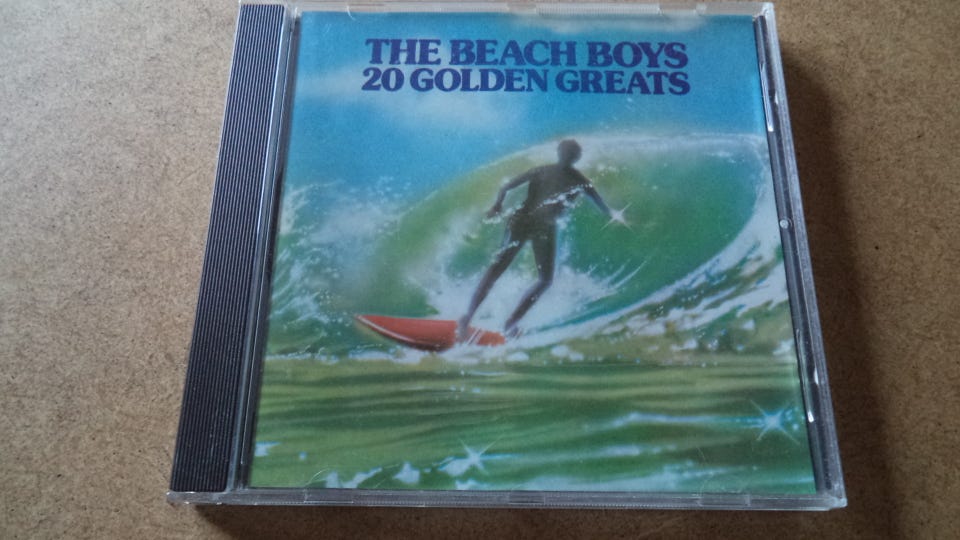 THE BEACH BOYS
20 GOLDEN GREATS